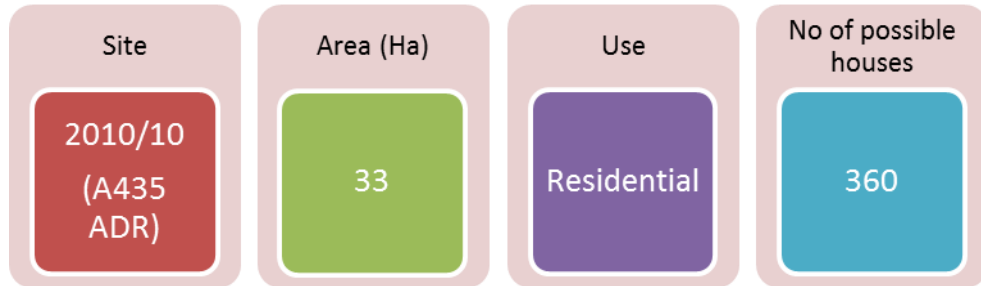 Site
2010/10
(A435
ADR)
Area (Ha)
33
Use
Residential
No of possible
houses
360